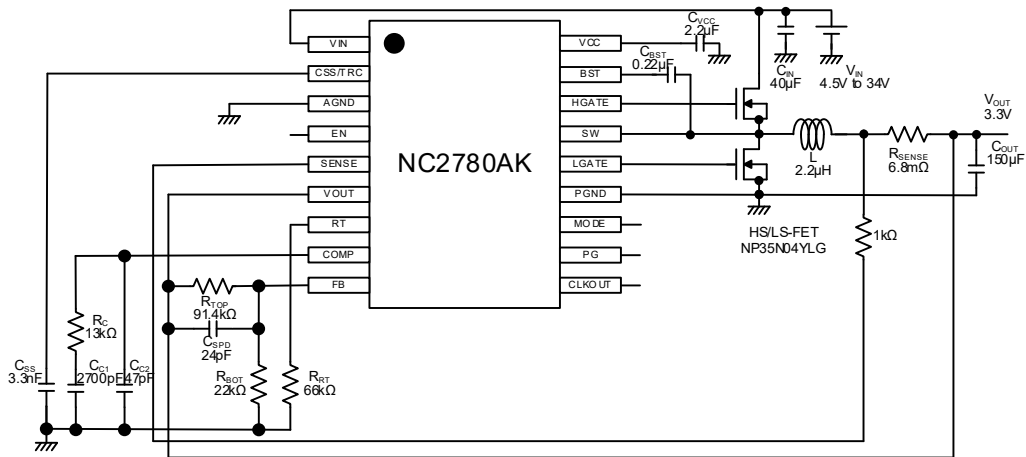 NC2780AK
VIN
CSS/TRC
AGND
EN
SENSE
VOUT
RT
COMP
FB
VCC
BST
HGATE
SW
LGATE
PGND
MODE
PG
CLKOUT
CVCC
2.2μF
CBST
0.22μF
CIN
40μF
VIN
4.5V to 34V
VOUT
3.3V
COUT
150μF
L
2.2μH
RSENSE
6.8mΩ
HS/LS-FET
NP35N04YLG
1kΩ
RTOP
91.4kΩ
CSPD
24pF
RC
13kΩ
CSS
3.3nF
CC1
2700pF
CC2
47pF
RBOT
22kΩ
RRT
66kΩ